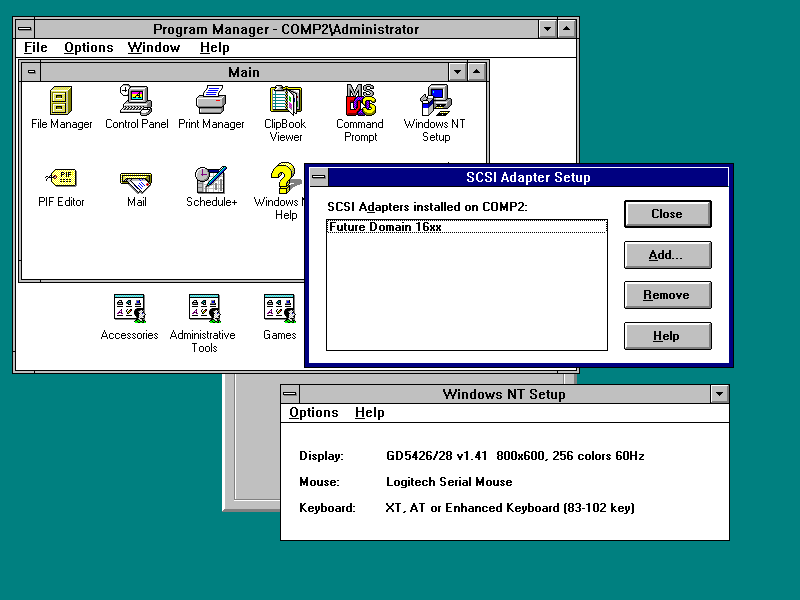 Program Manager - COMP2\Administrator
File Options Window Help
Main
File Manager
Control Panel
Print Manager
ClipBook
Viewer
Command
Prompt
Windows NT
Setup
MS
DOS
PIF
PIF Editor
Mail
Schedule+
Windows N
Help
Accessories
Administrative
Tools
Games
SCSI Adapter Setup
SCSI Adapters installed on COMP2:
Future Domain 16xx
Close
Add...
Remove
Help
Windows NT Setup
Options Help
Display: GD5426/28 v1.41 800x600, 256 colors 60Hz
Mouse: Logitech Serial Mouse
Keyboard: XT, AT or Enhanced Keyboard (83-102 key)